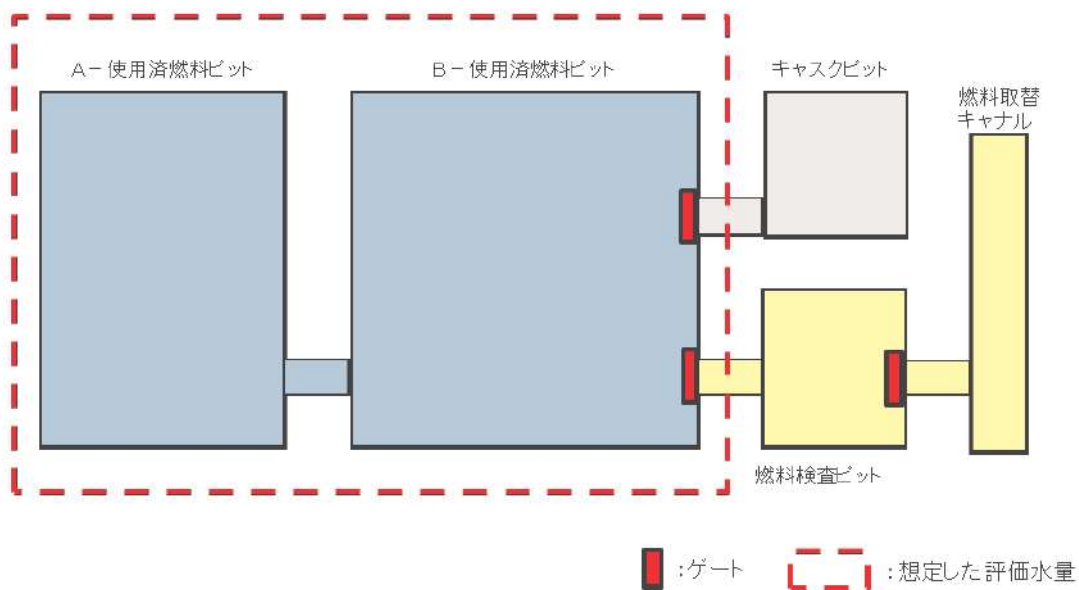 A-使用済燃料ピット
B-使用済燃料ピット
キャスクピット
燃料取替
キャナル
燃料検査ピット
:ゲート
:想定した評価水量